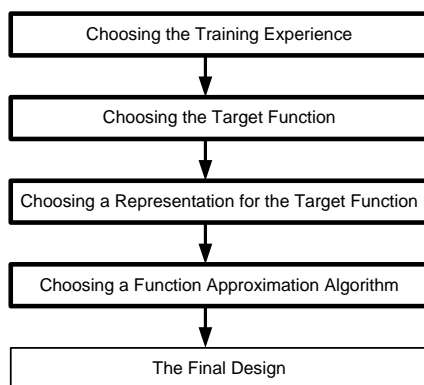 Choosing the Training Experience
Choosing the Target Function
Choosing a Representation for the Target Function
Choosing a Function Approximation Algorithm
The Final Design